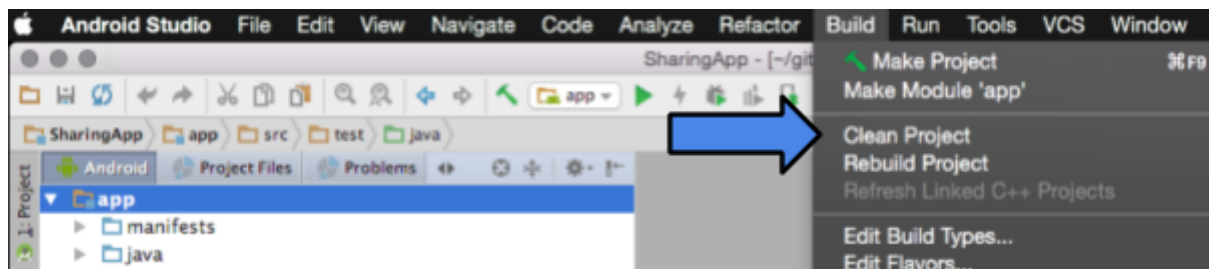 Android Studio File Edit View Navigate Code Analyze Refactor Build Run Tools VCS Window
SharingApp - [~/git
Make Project ⌘F9
Make Module 'app'
app
SharingApp app src test java
Clean Project
Rebuild Project
Refresh Linked C++ Projects
Edit Build Types...
Edit Flavors...
1: Project
Android Project Files Problems
app
manifests
java